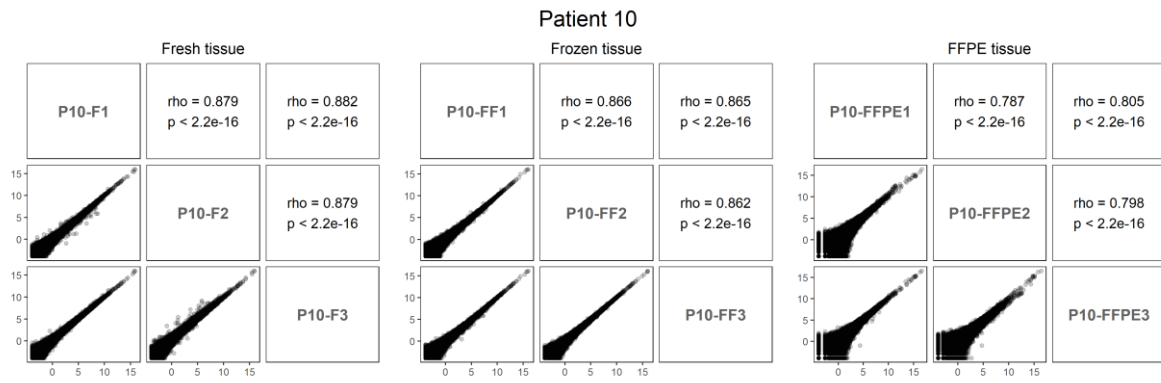 Patient 10
Fresh tissue
P10-F1
rho = 0.879
p < 2.2e-16
rho = 0.882
p < 2.2e-16
15
10
5
0
P10-F2
rho = 0.879
p < 2.2e-16
15
10
5
0
0 5 10 15
0 5 10 15
P10-F3
Frozen tissue
P10-FF1
rho = 0.866
p < 2.2e-16
rho = 0.865
p < 2.2e-16
15
10
5
0
P10-FF2
rho = 0.862
p < 2.2e-16
15
10
5
0
0 5 10 15
0 5 10 15
P10-FF3
FFPE tissue
P10-FFPE1
rho = 0.787
p < 2.2e-16
rho = 0.805
p < 2.2e-16
15
10
5
0
P10-FFPE2
rho = 0.798
p < 2.2e-16
15
10
5
0
0 5 10 15
0 5 10 15
P10-FFPE3